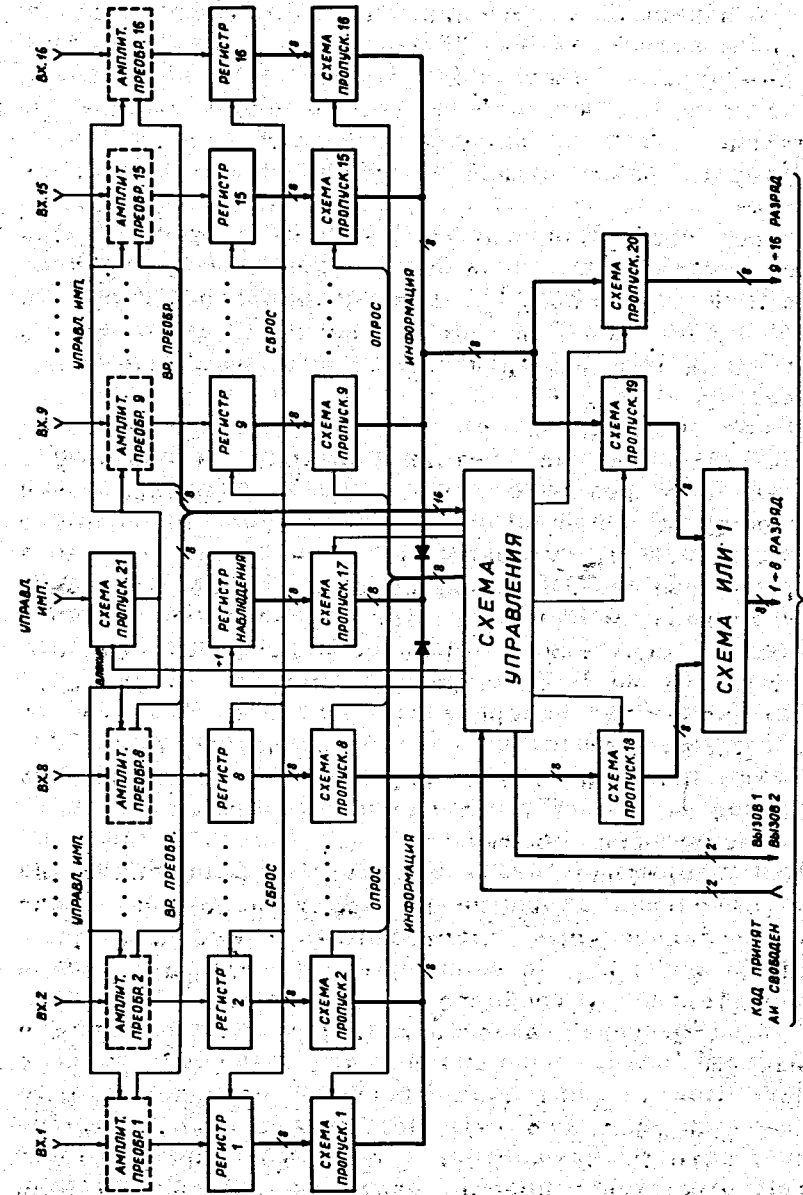 ВХ.1
ВХ.2
ВХ.8
УПРАВЛ.
ИМП.
ВХ.9
ВХ.15
ВХ.16
АМПЛИТ.
ПРЕОБР.1
УПРАВЛ. ИМП.
АМПЛИТ.
ПРЕОБР.2
АМПЛИТ.
ПРЕОБР.8
СХЕМА
ПРОПУСК.21
АМПЛИТ.
ПРЕОБР.9
УПРАВЛ. ИМП.
АМПЛИТ.
ПРЕОБР.15
АМПЛИТ.
ПРЕОБР.16
ВР. ПРЕОБР.
8
8
ВР. ПРЕОБР.
РЕГИСТР
1
РЕГИСТР
2
РЕГИСТР
8
+1
РЕГИСТР
НАБЛЮДЕНИЯ
РЕГИСТР
9
РЕГИСТР
15
РЕГИСТР
16
СБРОС
СБРОС
8
8
8
8
8
8
8
СХЕМА
ПРОПУСК.1
СХЕМА
ПРОПУСК.2
СХЕМА
ПРОПУСК.8
СХЕМА
ПРОПУСК.17
СХЕМА
ПРОПУСК.9
СХЕМА
ПРОПУСК.15
СХЕМА
ПРОПУСК.16
ОПРОС
8
ОПРОС
ИНФОРМАЦИЯ
ИНФОРМАЦИЯ
8
8
16
8
8
СХЕМА
УПРАВЛЕНИЯ
8
СХЕМА
ПРОПУСК.18
СХЕМА
ПРОПУСК.19
СХЕМА
ПРОПУСК.20
8
8
СХЕМА ИЛИ 1
2
2
8
8
КОД ПРИНЯТ
АИ СВОБОДЕН
ВЫЗОВ 1
ВЫЗОВ 2
1-8 РАЗРЯД
9-16 РАЗРЯД